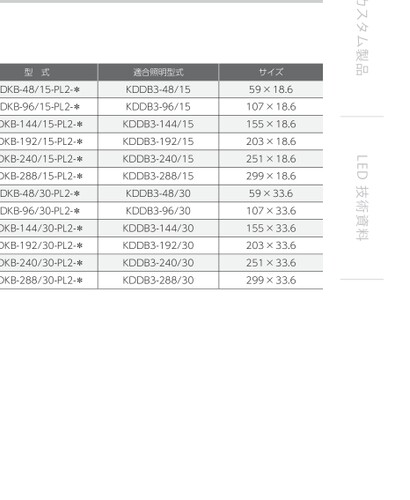 型 式 適合照明型式 サイズ
DKB-48/15-PL2-＊ KDDB3-48/15 59 × 18.6
DKB-96/15-PL2-＊ KDDB3-96/15 107 × 18.6
DKB-144/15-PL2-＊ KDDB3-144/15 155 × 18.6
DKB-192/15-PL2-＊ KDDB3-192/15 203 × 18.6
DKB-240/15-PL2-＊ KDDB3-240/15 251 × 18.6
DKB-288/15-PL2-＊ KDDB3-288/15 299 × 18.6
DKB-48/30-PL2-＊ KDDB3-48/30 59 × 33.6
DKB-96/30-PL2-＊ KDDB3-96/30 107 × 33.6
DKB-144/30-PL2-＊ KDDB3-144/30 155 × 33.6
DKB-192/30-PL2-＊ KDDB3-192/30 203 × 33.6
DKB-240/30-PL2-＊ KDDB3-240/30 251 × 33.6
DKB-288/30-PL2-＊ KDDB3-288/30 299 × 33.6
カスタム製品
LED 技術資料